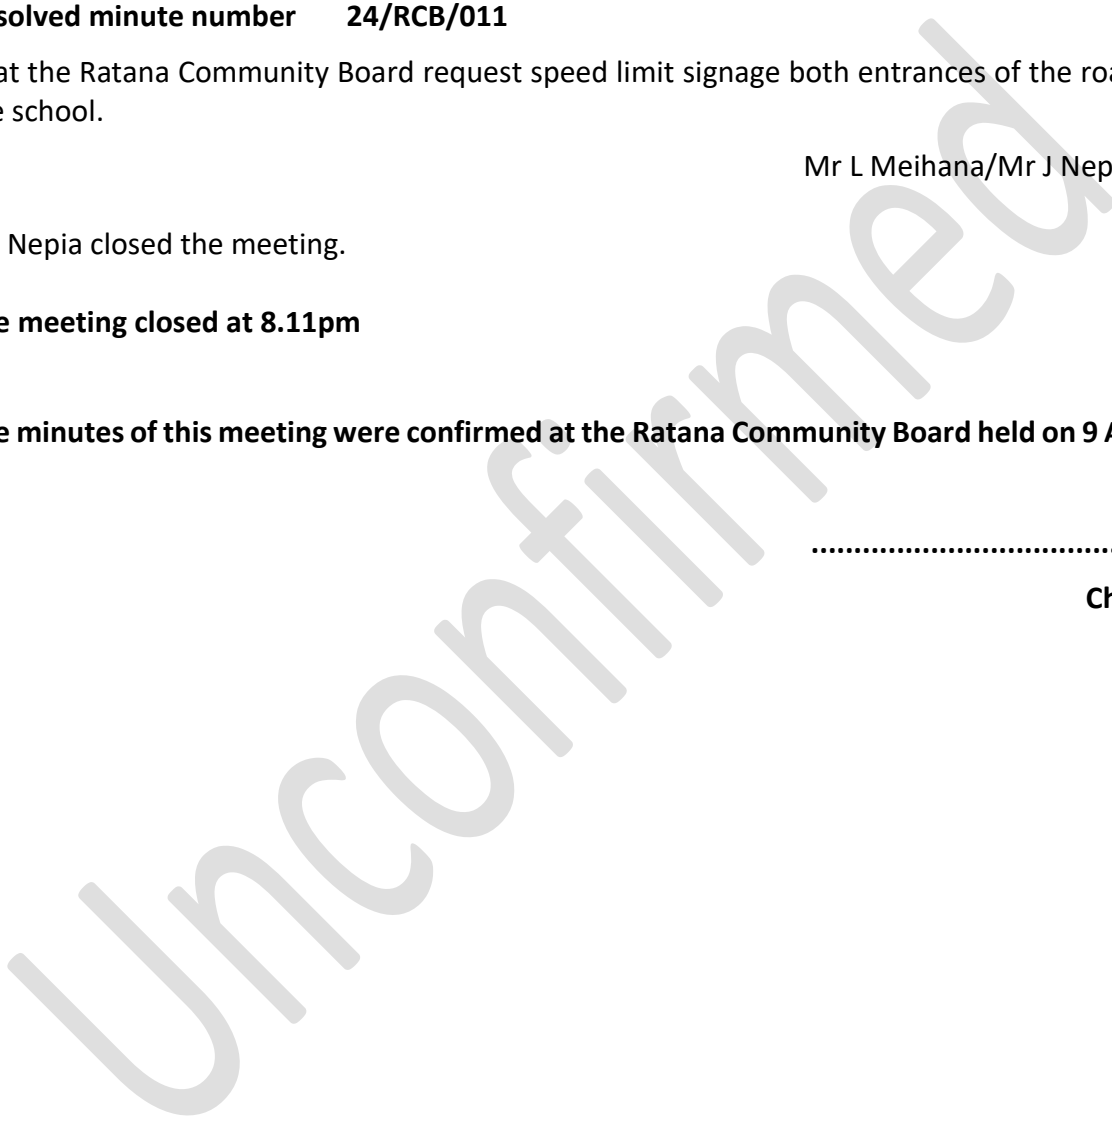 solved minute number 24/RCB/011
at the Ratana Community Board request speed limit signage both entrances of the roa
e school.
Mr L Meihana/Mr J Nep
Nepia closed the meeting.
e meeting closed at 8.11pm
e minutes of this meeting were confirmed at the Ratana Community Board held on 9 A
...................................
Ch
Unconfirmed